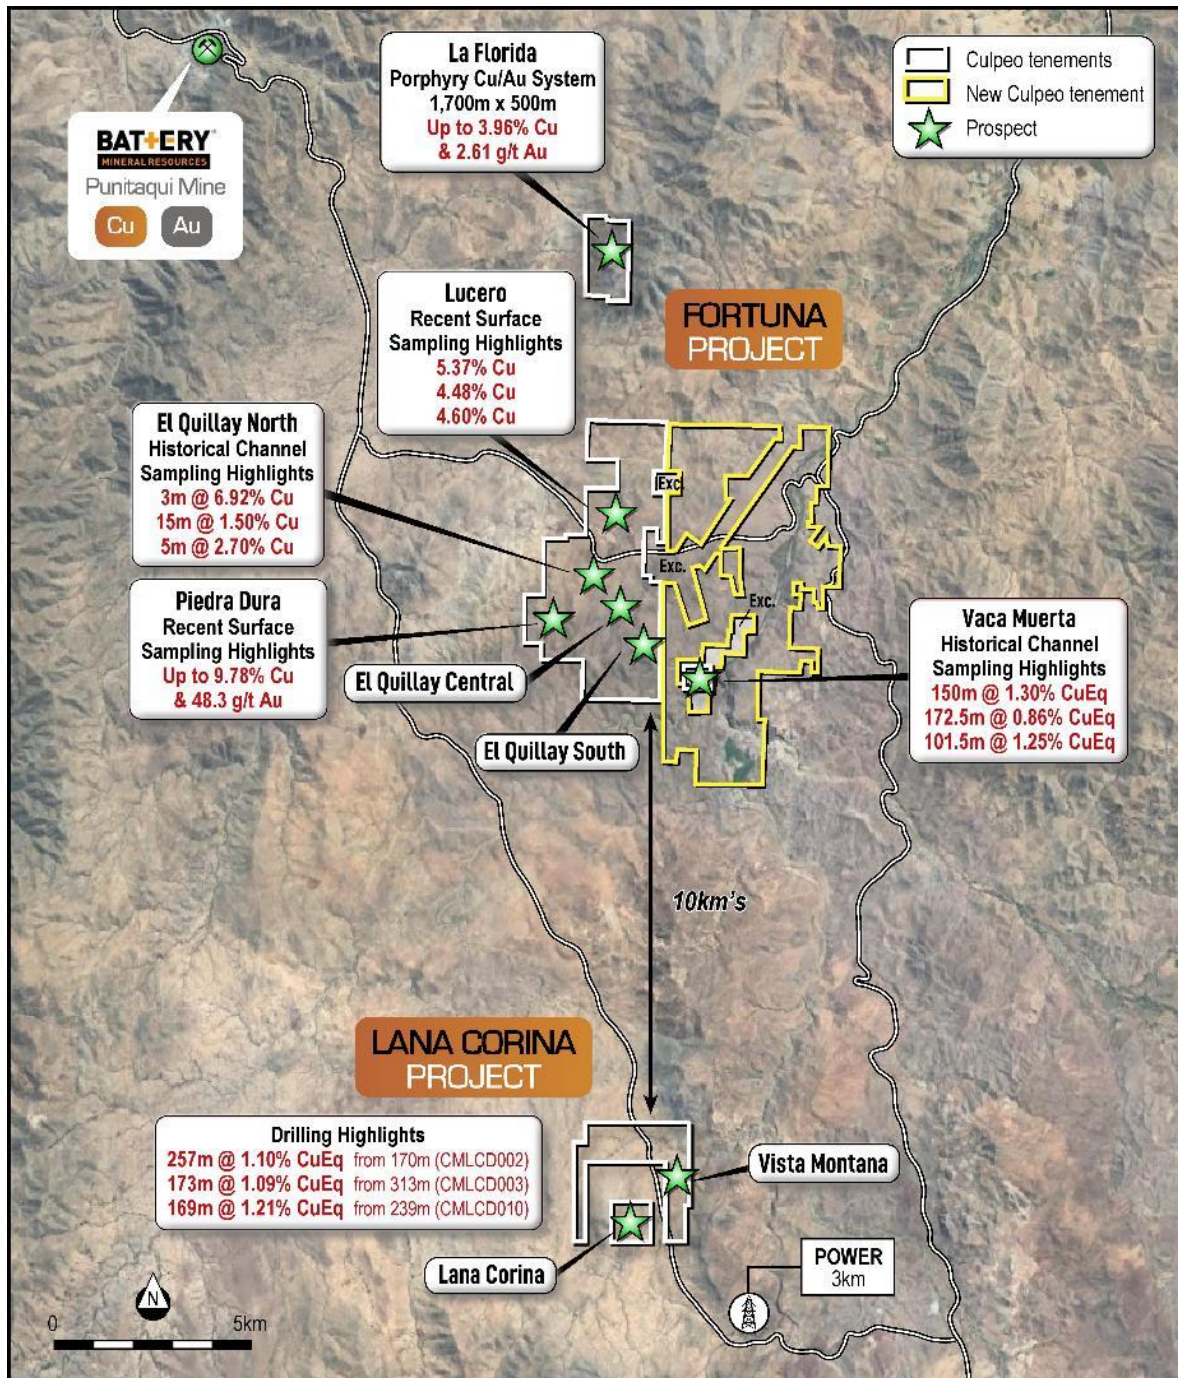 La Florida
Porphyry Cu/Au System
1,700m x 500m
Up to 3.96% Cu
& 2.61 g/t Au
Culpeo tenements
New Culpeo tenement
Prospect
BATTERY
MINERAL RESOURCES
Punitaqui Mine
Cu Au
Lucero
Recent Surface
Sampling Highlights
5.37% Cu
4.48% Cu
4.60% Cu
FORTUNA
PROJECT
El Quillay North
Historical Channel
Sampling Highlights
3m @ 6.92% Cu
15m @ 1.50% Cu
5m @ 2.70% Cu
Exc.
Exc.
Exc.
Piedra Dura
Recent Surface
Sampling Highlights
Up to 9.78% Cu
& 48.3 g/t Au
El Quillay Central
El Quillay South
Vaca Muerta
Historical Channel
Sampling Highlights
150m @ 1.30% CuEq
172.5m @ 0.86% CuEq
101.5m @ 1.25% CuEq
10km's
LANA CORINA
PROJECT
Drilling Highlights
257m @ 1.10% CuEq from 170m (CMLCD002)
173m @ 1.09% CuEq from 313m (CMLCD003)
169m @ 1.21% CuEq from 239m (CMLCD010)
Vista Montana
Lana Corina
POWER
3km
N
0 5km